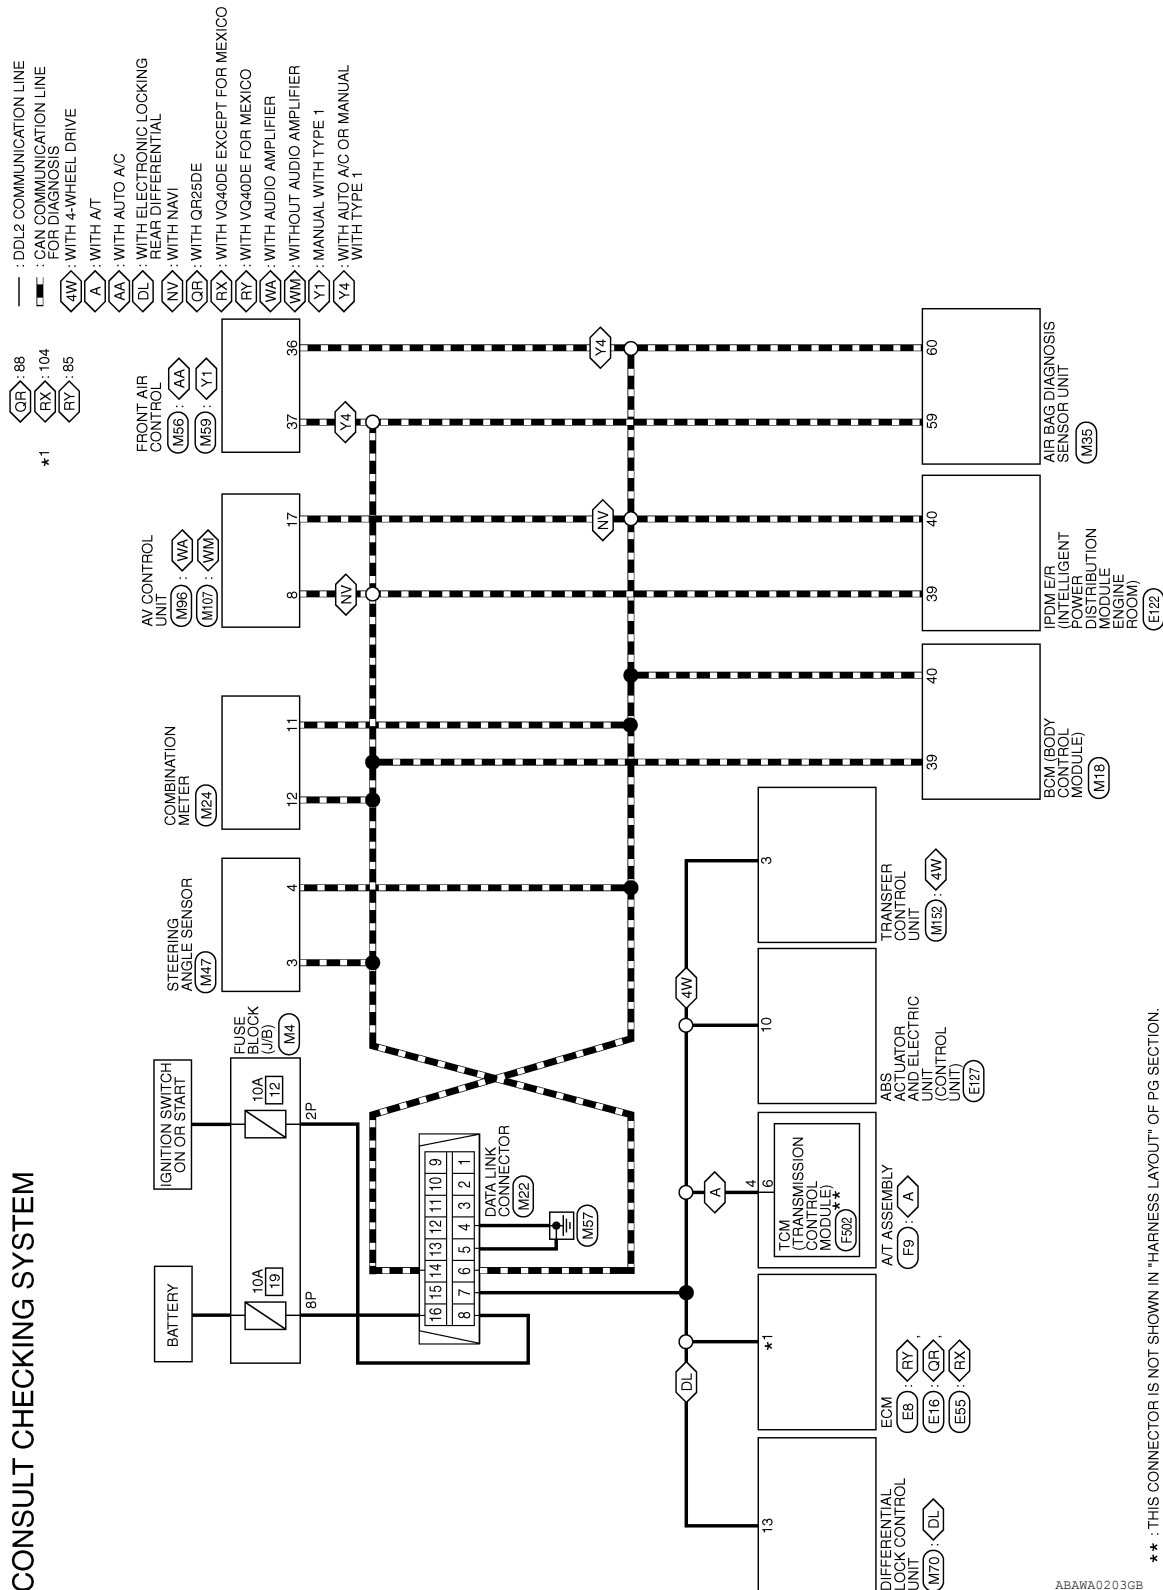 CONSULT CHECKING SYSTEM
BATTERY
IGNITION SWITCH
ON OR START
10A
19
8P
10A
12
2P
FUSE
BLOCK
(J/B)
M4
STEERING
ANGLE SENSOR
M47
3
4
COMBINATION
METER
M24
12
11
AV CONTROL
UNIT
M96 : WA
M107 : WM
8
17
NV
NV
FRONT AIR
CONTROL
M56 : AA
M59 : Y1
37
36
Y4
Y4
*1
QR : 88
RX : 104
RY : 85
: DDL2 COMMUNICATION LINE
: CAN COMMUNICATION LINE
FOR DIAGNOSIS
4W : WITH 4-WHEEL DRIVE
A : WITH A/T
AA : WITH AUTO A/C
DL : WITH ELECTRONIC LOCKING
REAR DIFFERENTIAL
NV : WITH NAVI
QR : WITH QR25DE
RX : WITH VQ40DE EXCEPT FOR MEXICO
RY : WITH VQ40DE FOR MEXICO
WA : WITH AUDIO AMPLIFIER
WM : WITHOUT AUDIO AMPLIFIER
Y1 : MANUAL WITH TYPE 1
Y4 : WITH AUTO A/C OR MANUAL
WITH TYPE 1
16 15 14 13 12 11 10 9
8 7 6 5 4 3 2 1
DATA LINK
CONNECTOR
M22
M57
DL
A
4W
13
DIFFERENTIAL
LOCK CONTROL
UNIT
M70 : DL
*1
ECM
E8 : RY ,
E16 : QR ,
E55 : RX
4
6
TCM
(TRANSMISSION
CONTROL
MODULE)**
F502
A/T ASSEMBLY
F9 : A
10
ABS
ACTUATOR
AND ELECTRIC
UNIT
(CONTROL
UNIT)
E127
3
TRANSFER
CONTROL
UNIT
M152 : 4W
39
40
BCM (BODY
CONTROL
MODULE)
M18
39
40
IPDM E/R
(INTELLIGENT
POWER
DISTRIBUTION
MODULE
ENGINE
ROOM)
E122
59
60
AIR BAG DIAGNOSIS
SENSOR UNIT
M35
** : THIS CONNECTOR IS NOT SHOWN IN "HARNESS LAYOUT" OF PG SECTION.
ABAWA0203GB